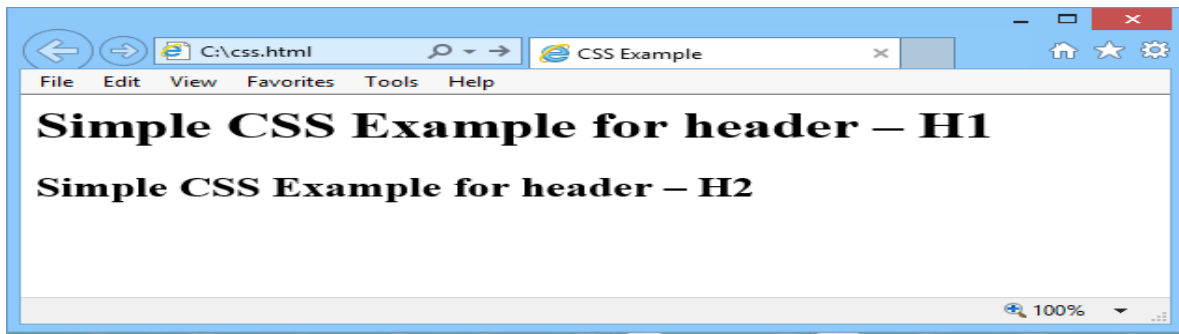 C:\css.html
CSS Example
File Edit View Favorites Tools Help
Simple CSS Example for header – H1
Simple CSS Example for header – H2
100%